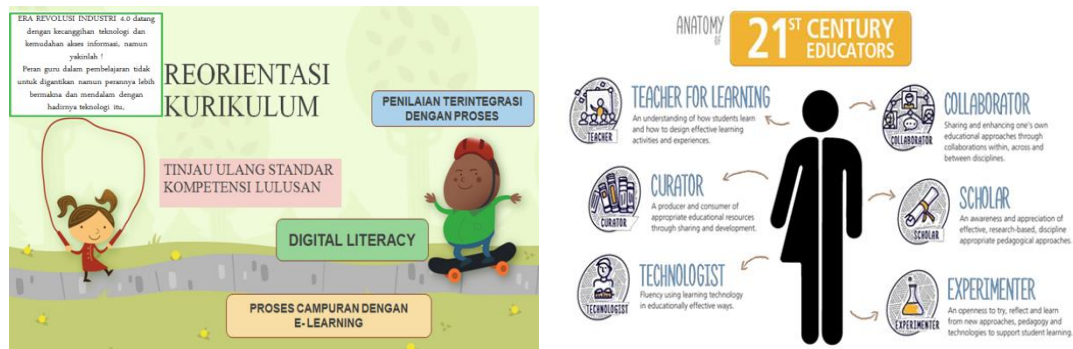 ERA REVOLUSI INDUSTRI 4.0 datang
dengan kecanggihan teknologi dan
kemudahan akses informasi, namun
yakinlah !
Peran guru dalam pembelajaran tidak
untuk digantikan namun perannya lebih
bermakna dan mendalam dengan
hadirnya teknologi itu,
REORIENTASI
KURIKULUM
PENILAIAN TERINTEGRASI
DENGAN PROSES
TINJAU ULANG STANDAR
KOMPETENSI LULUSAN
DIGITAL LITERACY
PROSES CAMPURAN DENGAN
E- LEARNING
ANATOMY
21ST CENTURY
EDUCATORS
TEACHER FOR LEARNING
An understanding of how students learn
and how to design effective learning
activities and experiences.
TEACHER
COLLABORATOR
Sharing and enhancing one's own
educational approaches through
collaborations within, across and
between disciplines.
COLLABORATOR
CURATOR
A producer and consumer of
appropriate educational resources
through sharing and development.
CURATOR
SCHOLAR
An awareness and appreciation of
effective, research-based, discipline
appropriate pedagogical approaches.
SCHOLAR
TECHNOLOGIST
Fluency using learning technology
in educationally effective ways.
TECHNOLOGIST
EXPERIMENTER
An openness to try, reflect and learn
from new approaches, pedagogy and
technologies to support student learning.
EXPERIMENTER